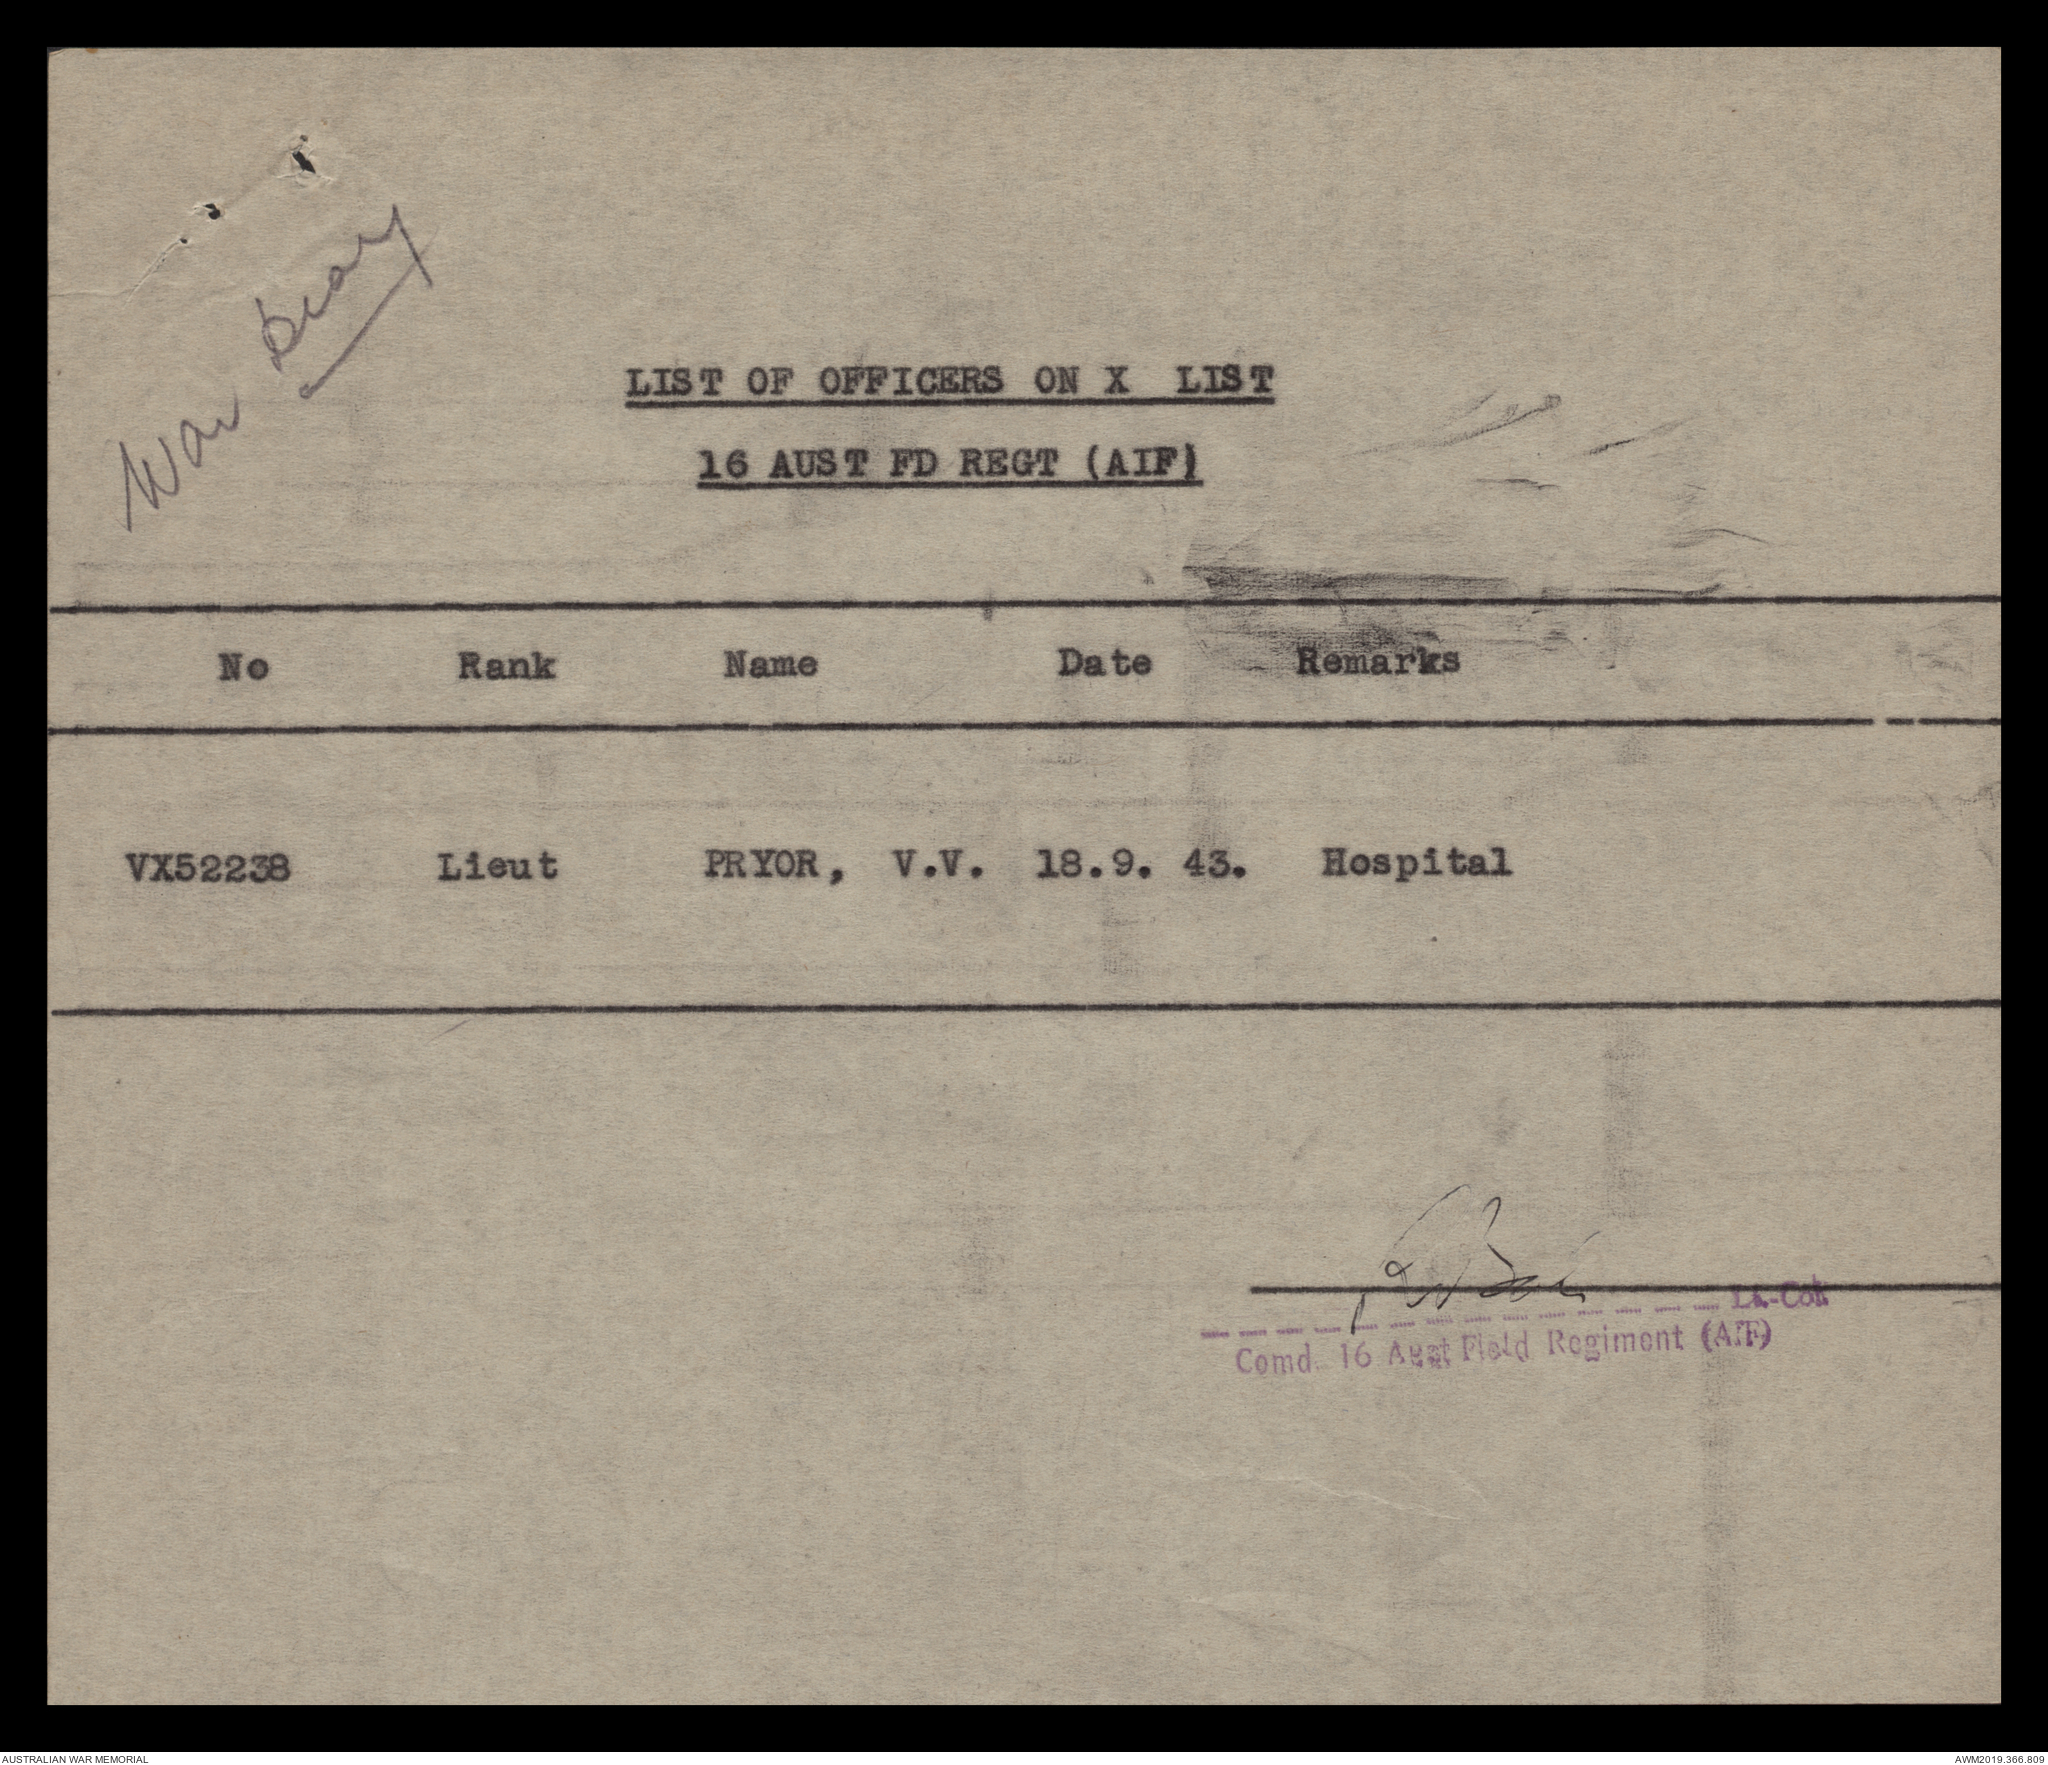 War Diary
LIST OF OFFICERS ON X LIST
16 AUST FD REGT (AIF)
No Rank Name Date Remarks
VX52238 Lieut PRYOR, V.V. 18.9. 43. Hospital
Lt.-Col.
Comd. 16 Aust Field Regiment (AIF)
AUSTRALIAN WAR MEMORIAL AWM2019.366.809